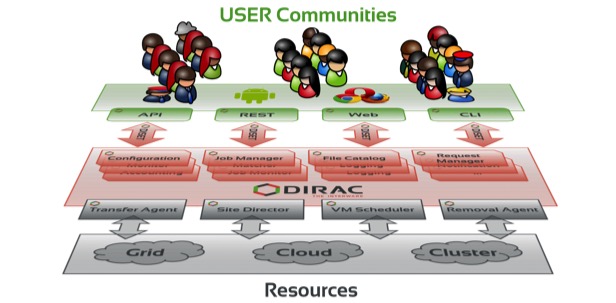 USER Communities
API
REST
Web
CLI
DISET
DISET
DISET
DISET
Configuration
Job Manager
File Catalog
Request Manager
Monitor
Matcher
Logging
Accounting
Job Monitor
Logging
DIRAC
THE INTERWARE
Transfer Agent
Site Director
VM Scheduler
Removal Agent
Grid
Cloud
Cluster
Resources